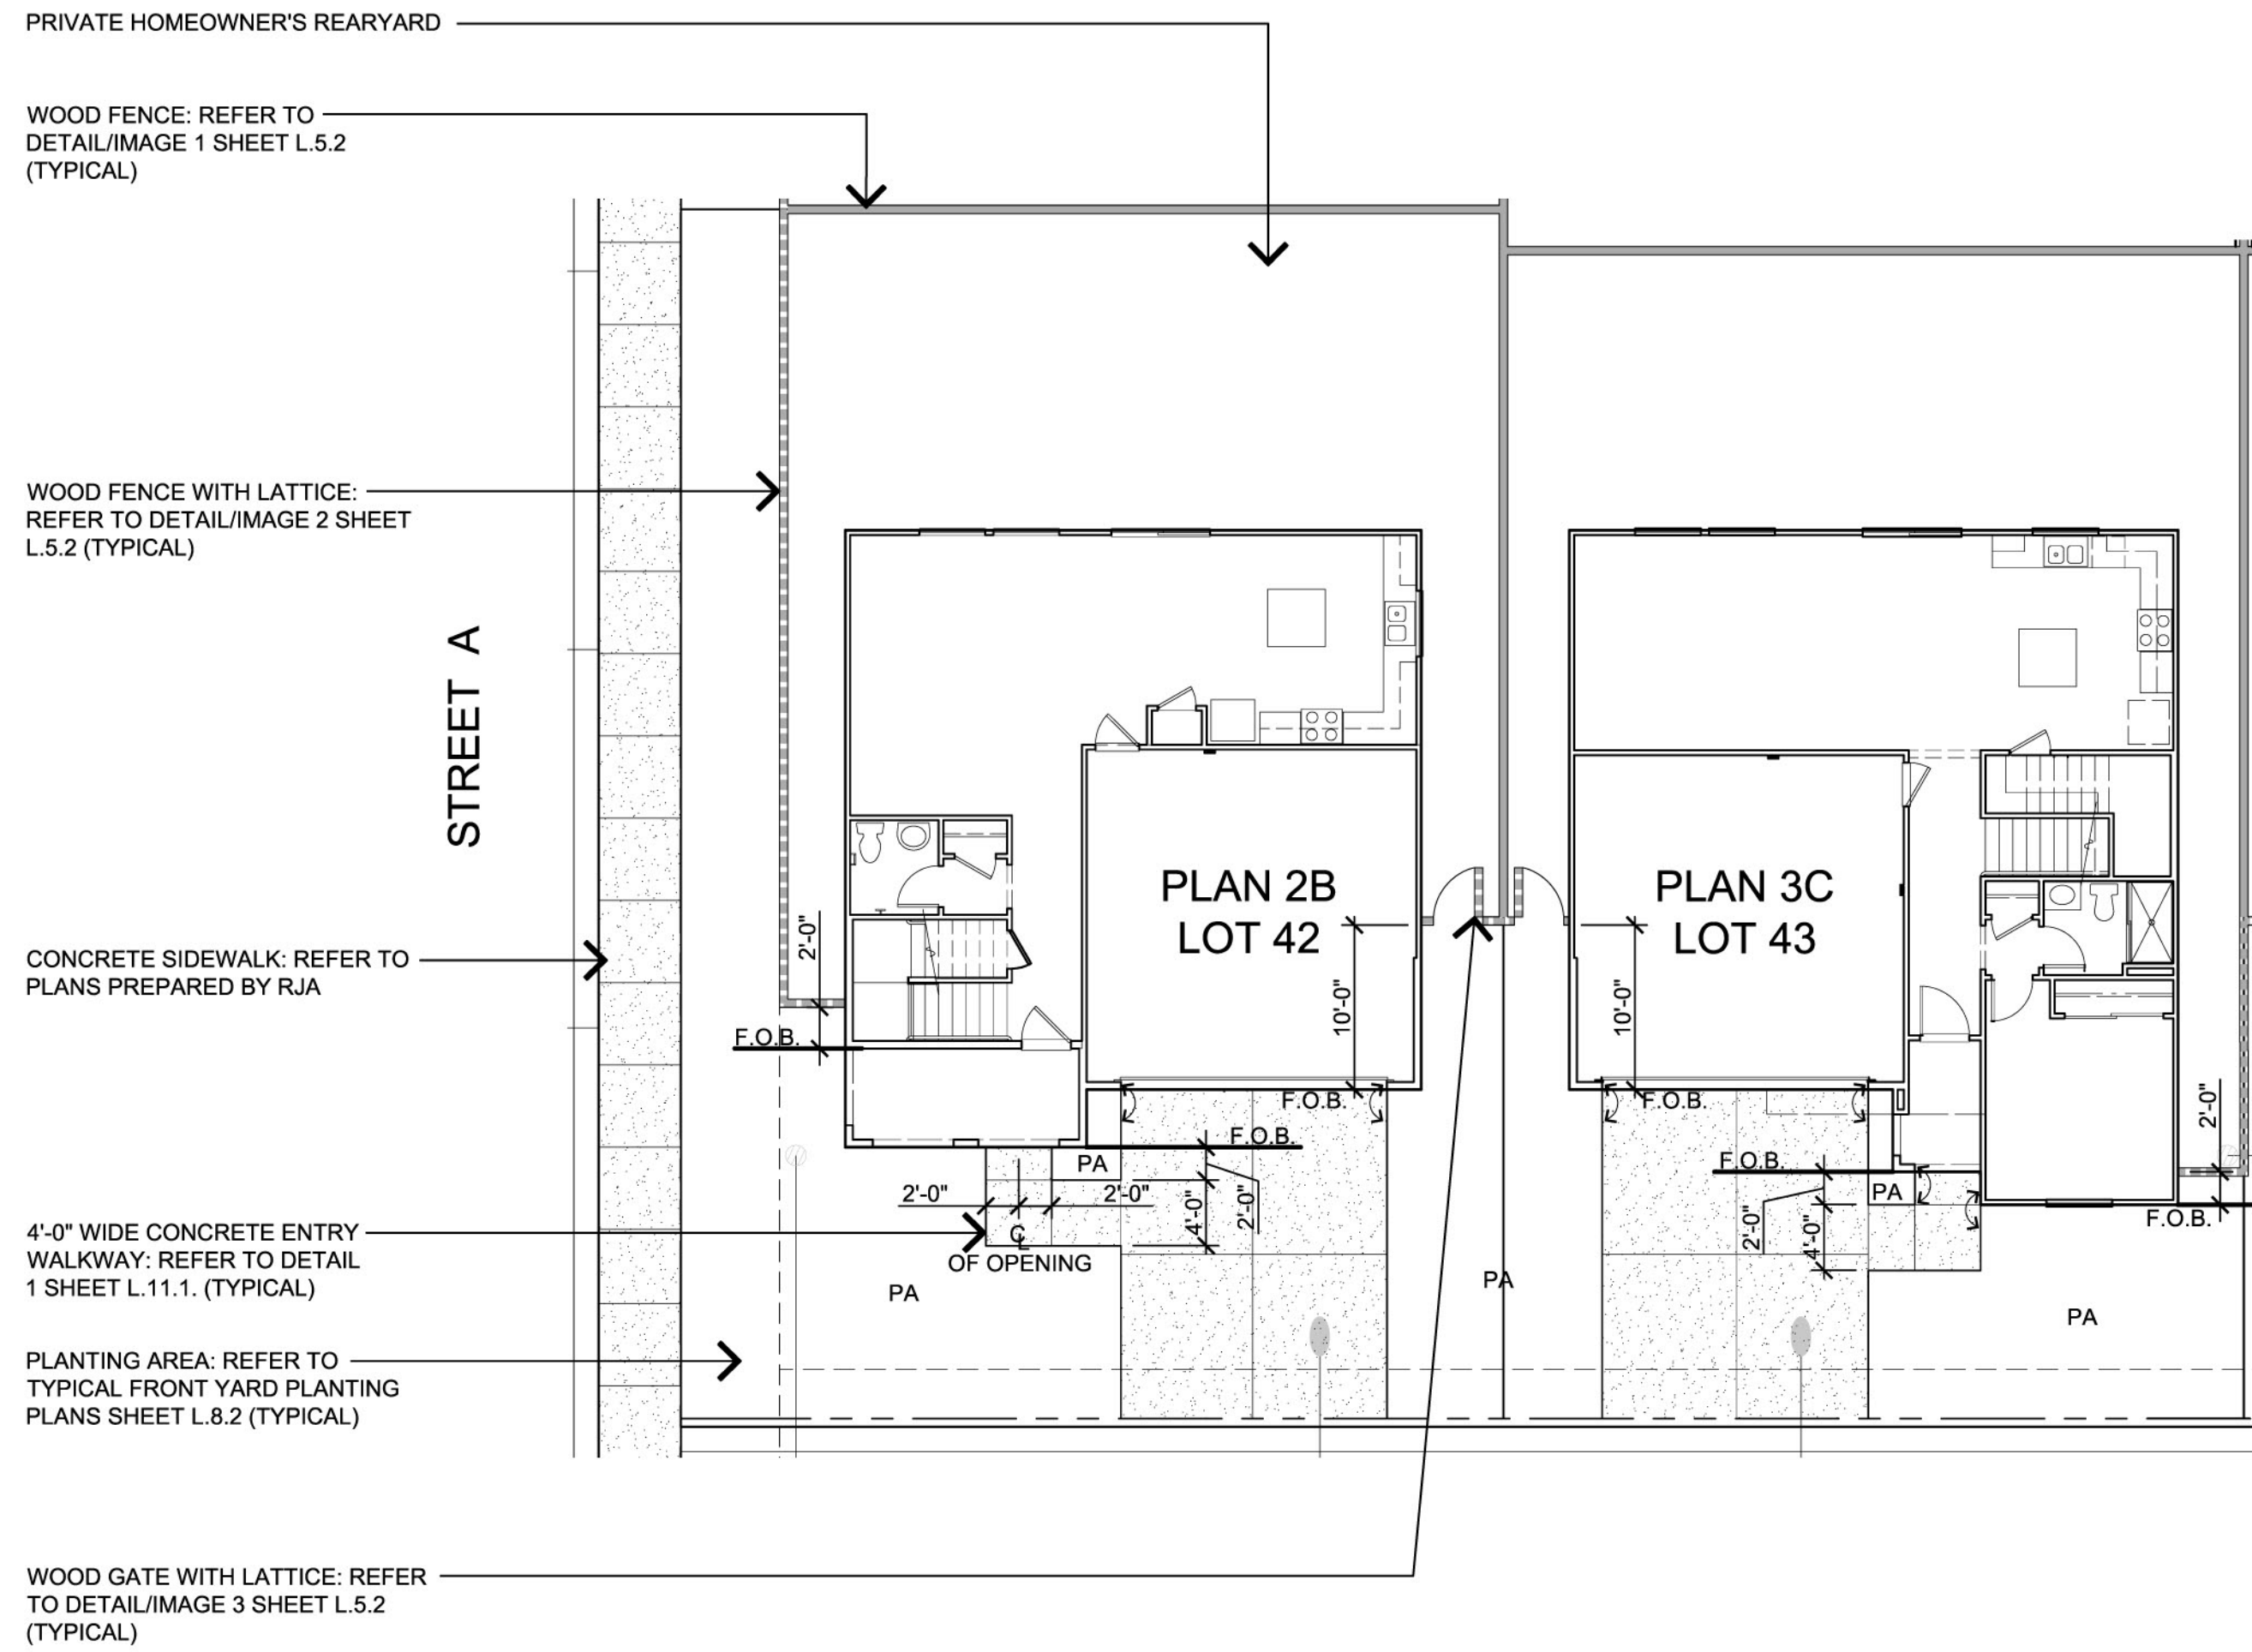 PRIVATE HOMEOWNER'S REARYARD
WOOD FENCE: REFER TO
DETAIL/IMAGE 1 SHEET L.5.2
(TYPICAL)
WOOD FENCE WITH LATTICE:
REFER TO DETAIL/IMAGE 2 SHEET
L.5.2 (TYPICAL)
STREET A
CONCRETE SIDEWALK: REFER TO
PLANS PREPARED BY RJA
4'-0" WIDE CONCRETE ENTRY
WALKWAY: REFER TO DETAIL
1 SHEET L.11.1. (TYPICAL)
PLANTING AREA: REFER TO
TYPICAL FRONT YARD PLANTING
PLANS SHEET L.8.2 (TYPICAL)
WOOD GATE WITH LATTICE: REFER
TO DETAIL/IMAGE 3 SHEET L.5.2
(TYPICAL)
PLAN 2B
LOT 42
2'-0"
F.O.B.
10'-0"
F.O.B.
F.O.B.
PA
2'-0"
2'-0"
4'-0"
2'-0"
CL
OF OPENING
PA
PA
PLAN 3C
LOT 43
10'-0"
F.O.B.
F.O.B.
PA
2'-0"
4'-0"
2'-0"
F.O.B.
PA